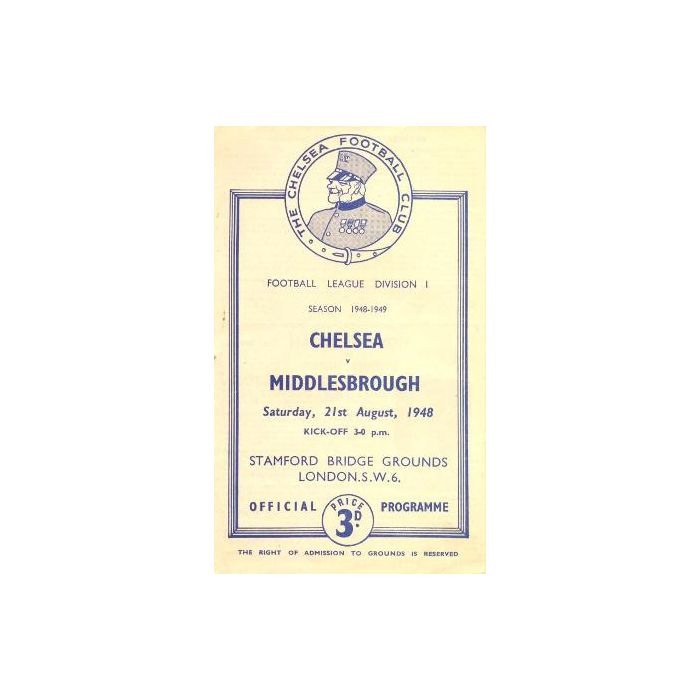 THE CHELSEA FOOTBALL CLUB
FOOTBALL LEAGUE DIVISION I
SEASON 1948-1949
CHELSEA
v
MIDDLESBROUGH
Saturday, 21st August, 1948
KICK-OFF 3-0 p.m.
STAMFORD BRIDGE GROUNDS
LONDON.S.W.6.
OFFICIAL PROGRAMME
PRICE
3D.
THE RIGHT OF ADMISSION TO GROUNDS IS RESERVED